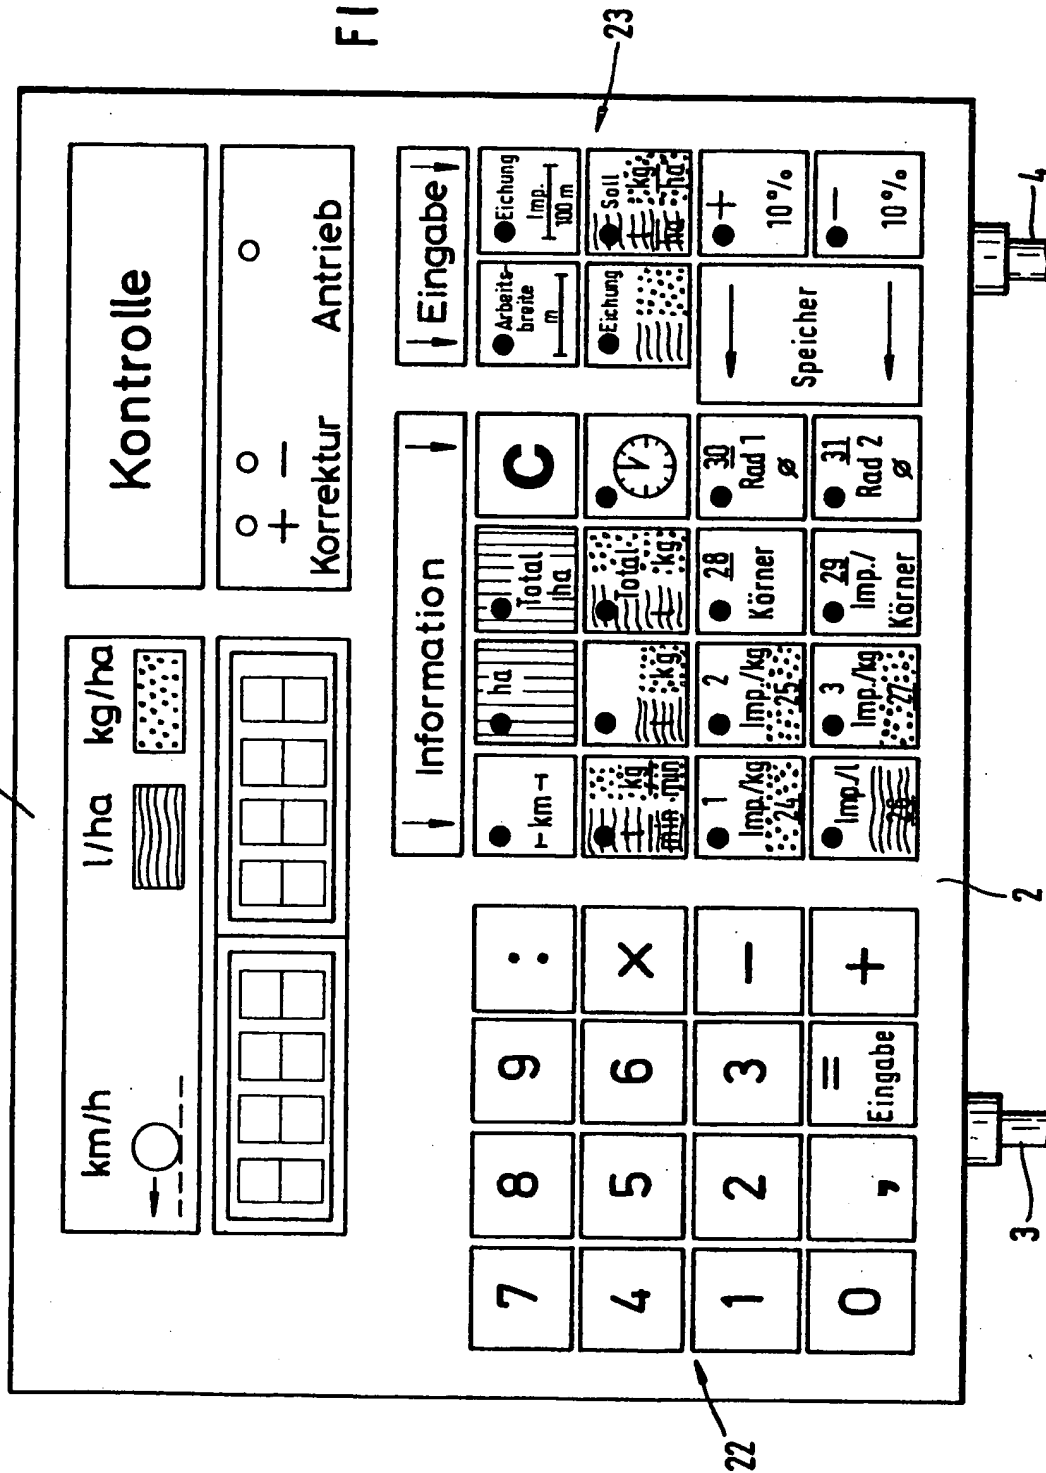 FI
km/h l/ha kg/ha
Kontrolle
+ −
Korrektur Antrieb
Information
Eingabe
7 8 9 :
4 5 6 ×
1 2 3 −
0 , =
Eingabe
+
km
ha
Total
ha
C
Arbeits-
breite
m
Eichung
Imp.
100 m
l kg
min min
l kg
Total
l kg
Eichung
Soll
l kg
ha ha
1
Imp./kg
24
2
Imp./kg
25
28
Körner
30
Rad 1
ø
Speicher
+
10%
Imp./l
26
3
Imp./kg
27
29
Imp./
Körner
31
Rad 2
ø
−
10%
22
23
2
3
4